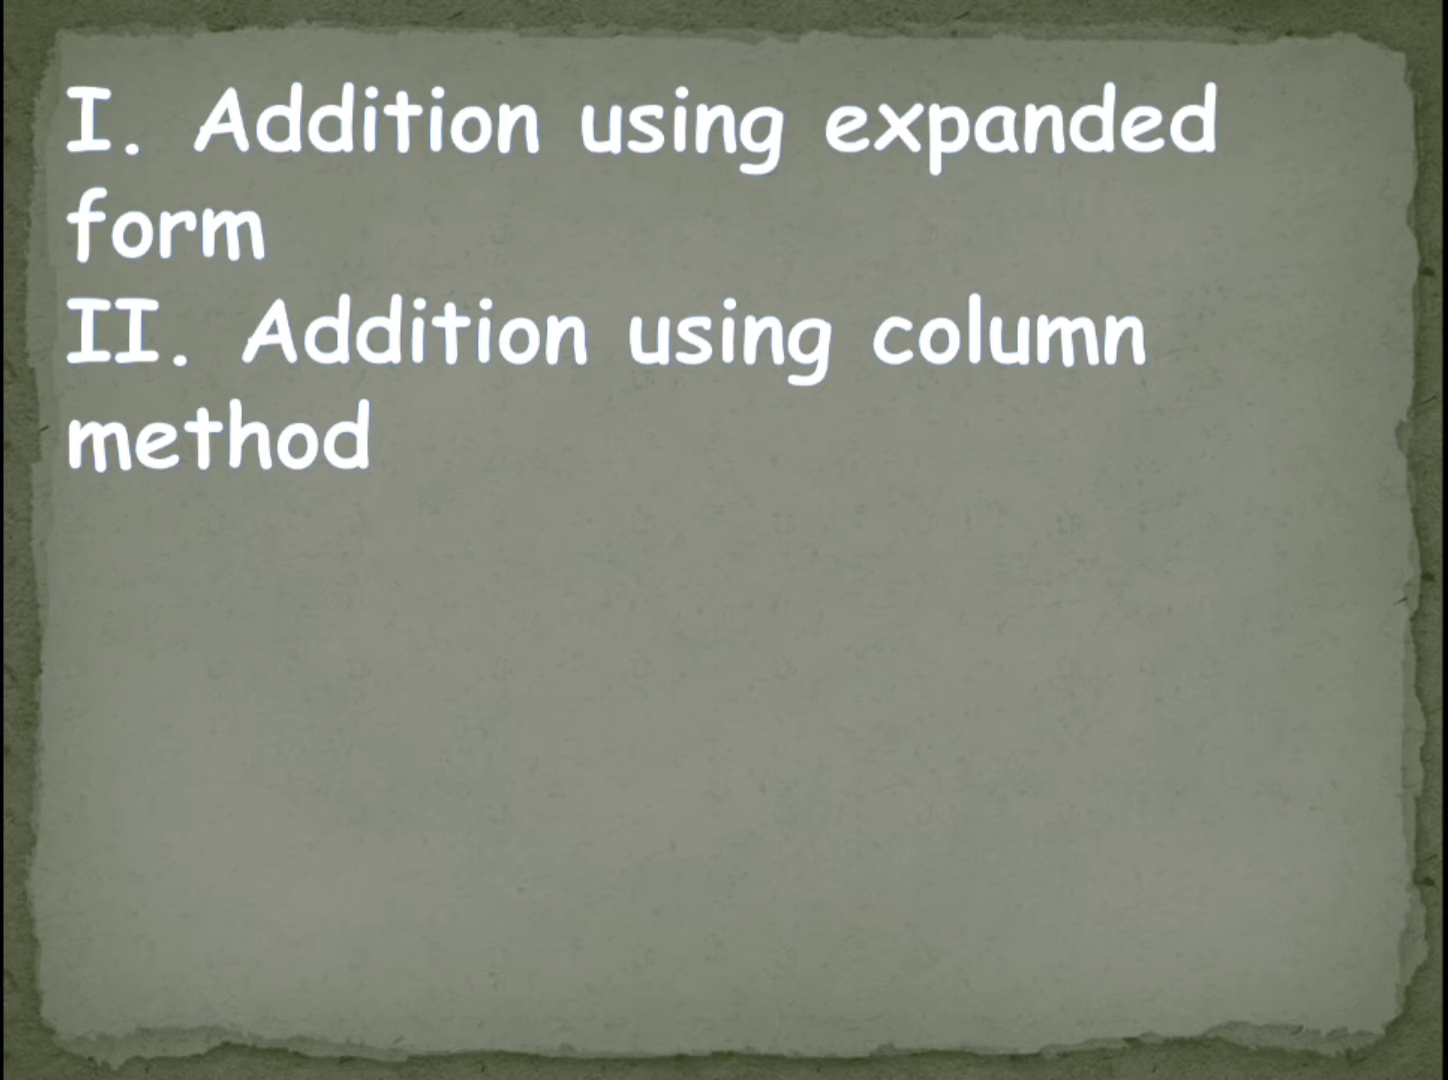 I. Addition using expanded
form
II. Addition using column
method